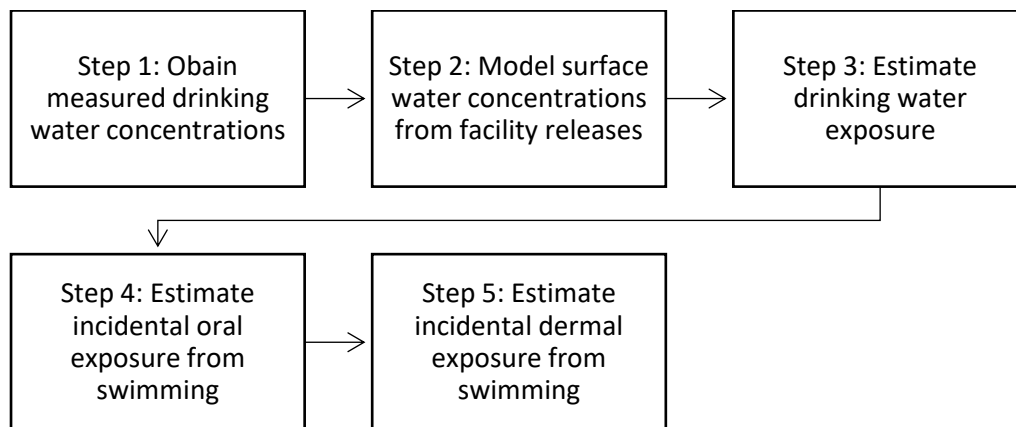 Step 1: Obain
measured drinking
water concentrations
Step 2: Model surface
water concentrations
from facility releases
Step 3: Estimate
drinking water
exposure
Step 4: Estimate
incidental oral
exposure from
swimming
Step 5: Estimate
incidental dermal
exposure from
swimming